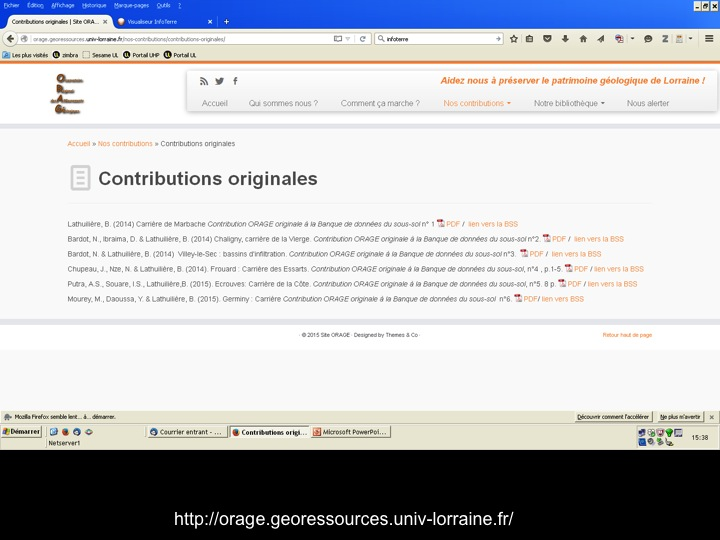 Fichier Édition Affichage Historique Marque-pages Outils ?
Contributions originales | Site ORA... Visualiseur InfoTerre
orage.georessources.univ-lorraine.fr/nos-contributions/contributions-originales/ infoterre
Les plus visités zimbra Sesame UL Portail UHP Portail UL
Aidez nous à préserver le patrimoine géologique de Lorraine !
Accueil Qui sommes nous ? Comment ça marche ? Nos contributions Notre bibliothèque Nous alerter
Accueil » Nos contributions » Contributions originales
Contributions originales
Lathuilière, B. (2014) Carrière de Marbache Contribution ORAGE originale à la Banque de données du sous-sol n° 1 PDF / lien vers la BSS
Bardot, N., Ibraima, D. & Lathuilière, B. (2014) Chaligny, carrière de la Vierge. Contribution ORAGE originale à la Banque de données du sous-sol n°2. PDF / lien vers la BSS
Bardot, N. & Lathuilière, B. (2014) Villey-le-Sec : bassins d'infiltration. Contribution ORAGE originale à la Banque de données du sous-sol n°3. PDF / lien vers la BSS
Chupeau, J., Nze, N. & Lathuilière, B. (2014). Frouard : Carrière des Essarts. Contribution ORAGE originale à la Banque de données du sous-sol, n°4 , p.1-5. PDF / lien vers la BSS
Putra, A.S., Souare, I.S., Lathuilière,B. (2015). Ecrouves: Carrière de la Côte. Contribution ORAGE originale à la Banque de données du sous-sol, n°5. 8 p. PDF / lien vers la BSS
Mourey, M., Daoussa, Y. & Lathuilière, B. (2015). Germiny : Carrière Contribution ORAGE originale à la Banque de données du sous-sol n°6. PDF/ lien vers la BSS
· © 2015 Site ORAGE · Designed by Themes & Co · Retour haut de page
Mozilla Firefox semble lent... à... démarrer. Découvrir comment l'accélérer Ne plus m'avertir
Démarrer Courrier entrant - ... Contributions origi... Microsoft PowerPoi... 15:38
Netserver1
http://orage.georessources.univ-lorraine.fr/